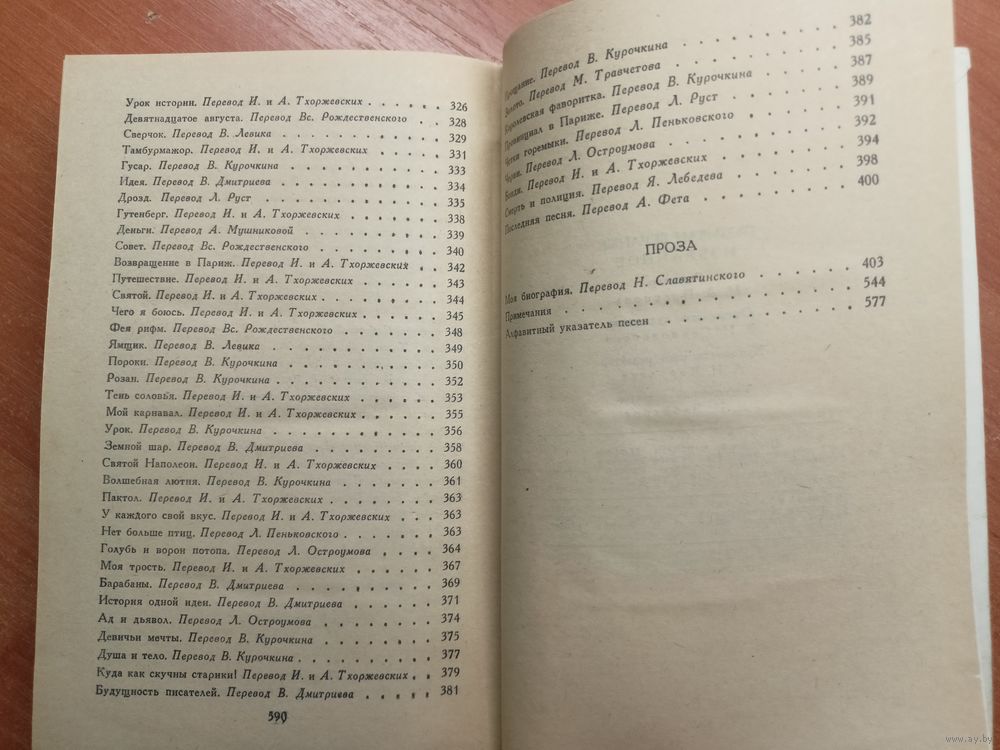 Урок истории. Перевод И. и А. Тхоржевских . . . . . 326
Девятнадцатое августа. Перевод Вс. Рождественского . . 328
Сверчок. Перевод В. Левика . . . . . . . . . . . 329
Тамбурмажор. Перевод И. и А. Тхоржевских . . . . . 331
Гусар. Перевод В. Курочкина . . . . . . . . . . . 333
Идея. Перевод В. Дмитриева . . . . . . . . . . . 334
Дрозд. Перевод Л. Руст . . . . . . . . . . . . 335
Гутенберг. Перевод И. и А. Тхоржевских . . . . . . 338
Деньги. Перевод А. Мушниковой . . . . . . . . . 339
Совет. Перевод Вс. Рождественского . . . . . . . . 340
Возвращение в Париж. Перевод И. и А. Тхоржевских . . 342
Путешествие. Перевод И. и А. Тхоржевских . . . . . 343
Святой. Перевод И. и А. Тхоржевских . . . . . . . 344
Чего я боюсь. Перевод И. и А. Тхоржевских . . . . . 345
Фея рифм. Перевод Вс. Рождественского . . . . . . 348
Ямщик. Перевод В. Левика . . . . . . . . . . . 349
Пороки. Перевод В. Курочкина . . . . . . . . . . 350
Розан. Перевод В. Курочкина . . . . . . . . . . . 352
Тень соловья. Перевод И. и А. Тхоржевских . . . . . 353
Мой карнавал. Перевод И. и А. Тхоржевских . . . . . 355
Урок. Перевод В. Курочкина . . . . . . . . . . . 356
Земной шар. Перевод В. Дмитриева . . . . . . . . 358
Святой Наполеон. Перевод И. и А. Тхоржевских . . . . 360
Волшебная лютня. Перевод В. Курочкина . . . . . . 361
Пактол. Перевод И. и А. Тхоржевских . . . . . . . 363
У каждого свой вкус. Перевод И. и А. Тхоржевских . . . 363
Нет больше птиц. Перевод Л. Пеньковского . . . . . . 363
Голубь и ворон потопа. Перевод Л. Остроумова . . . . 364
Моя трость. Перевод И. и А. Тхоржевских . . . . . . 367
Барабаны. Перевод В. Дмитриева . . . . . . . . . 369
История одной идеи. Перевод В. Дмитриева . . . . . . 371
Ад и дьявол. Перевод Л. Остроумова . . . . . . . . 374
Девичьи мечты. Перевод В. Курочкина . . . . . . . 375
Душа и тело. Перевод В. Курочкина . . . . . . . . 377
Куда как скучны старики! Перевод И. и А. Тхоржевских . . 379
Будущность писателей. Перевод В. Дмитриева . . . . . 381
590
Прощание. Перевод В. Курочкина . . . . . . . . . 382
Золото. Перевод М. Травчетова . . . . . . . . . . 385
Королевская фаворитка. Перевод В. Курочкина . . . . . 387
Провинциал в Париже. Перевод Л. Руст . . . . . . . 389
Четки горемыки. Перевод Л. Пеньковского . . . . . . 391
Перевод Л. Остроумова . . . . . . . . . . 392
Перевод И. и А. Тхоржевских . . . . . . . 394
Смерть и полиция. Перевод Я. Лебедева . . . . . . . 398
Последняя песня. Перевод А. Фета . . . . . . . . . 400
ПРОЗА
Моя биография. Перевод Н. Славятинского . . . . . . 403
Примечания . . . . . . . . . . . . . . . . 544
Алфавитный указатель песен . . . . . . . . . . . 577
www.ay.by